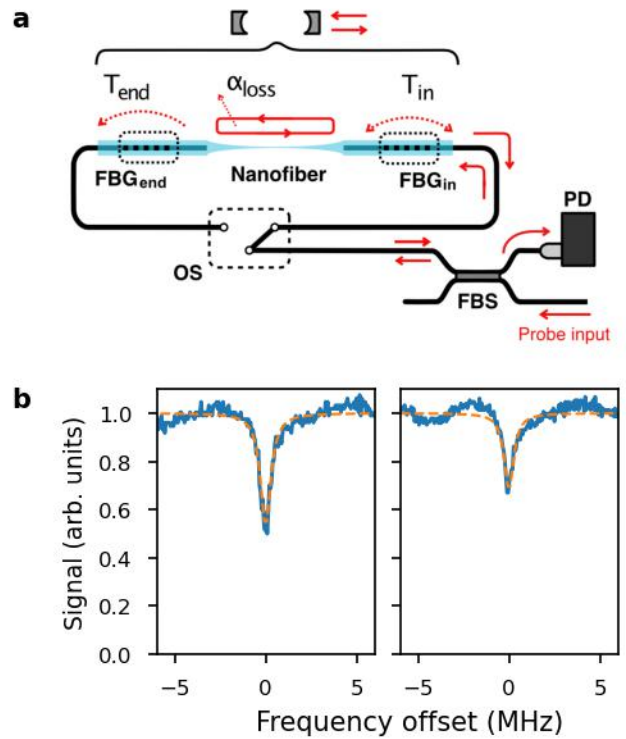 a
T_end
α_loss
T_in
FBG_end
Nanofiber
FBG_in
PD
OS
FBS
Probe input
b
Signal (arb. units)
1.0
0.8
0.6
0.4
0.2
0.0
−5 0 5 −5 0 5
Frequency offset (MHz)